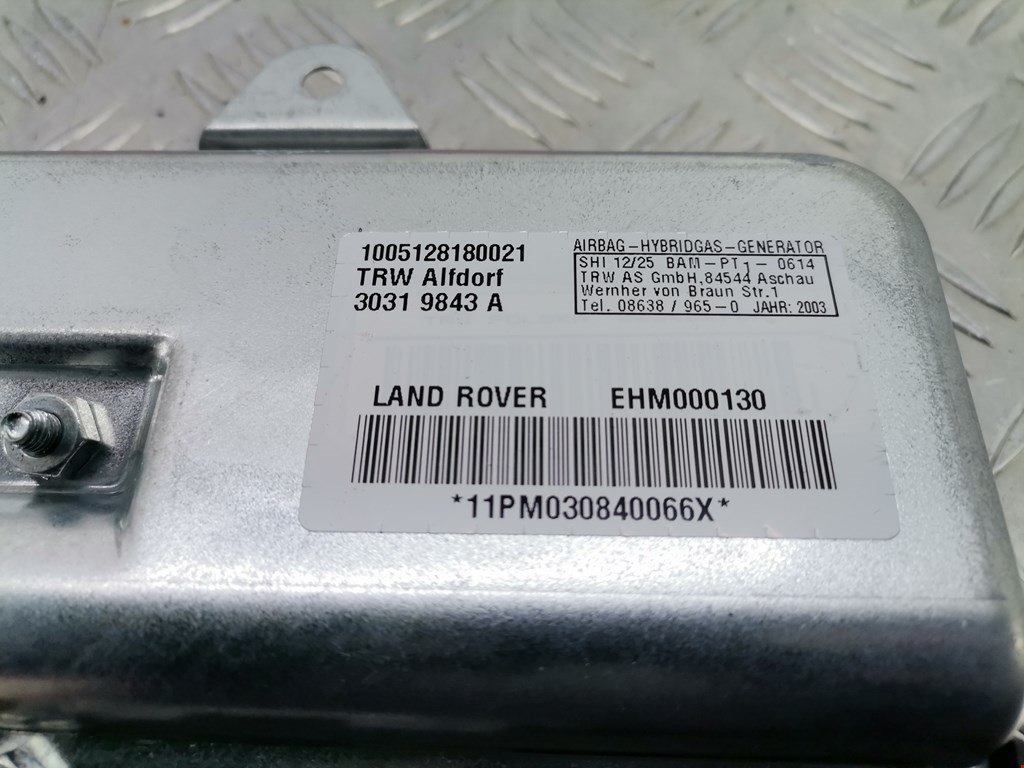 1005128180021
TRW Alfdorf
3031 9843 A
AIRBAG-HYBRIDGAS-GENERATOR
SHI 12/25 BAM-PT1- 0614
TRW AS GmbH,84544 Aschau
Wernher von Braun Str.1
Tel. 08638 / 965-0 JAHR: 2003
LAND ROVER EHM000130
*11PM030840066X*